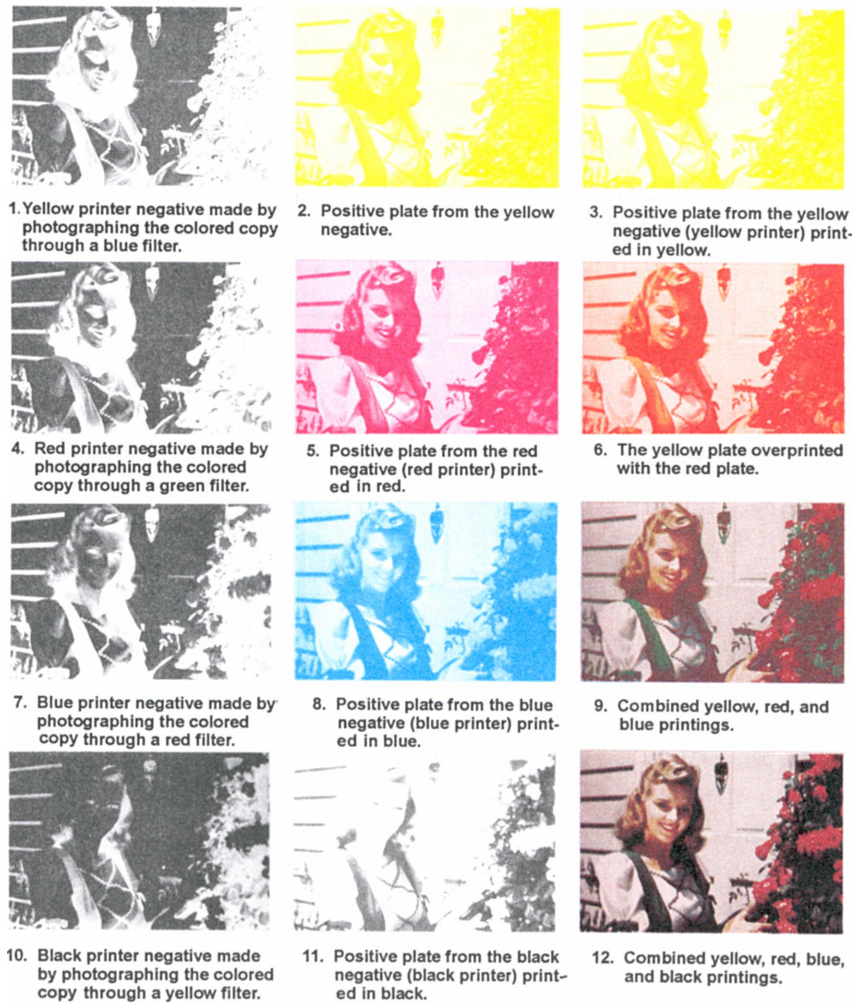 1.Yellow printer negative made by
photographing the colored copy
through a blue filter.
2. Positive plate from the yellow
negative.
3. Positive plate from the yellow
negative (yellow printer) print-
ed in yellow.
4. Red printer negative made by
photographing the colored
copy through a green filter.
5. Positive plate from the red
negative (red printer) print-
ed in red.
6. The yellow plate overprinted
with the red plate.
7. Blue printer negative made by
photographing the colored
copy through a red filter.
8. Positive plate from the blue
negative (blue printer) print-
ed in blue.
9. Combined yellow, red, and
blue printings.
10. Black printer negative made
by photographing the colored
copy through a yellow filter.
11. Positive plate from the black
negative (black printer) print-
ed in black.
12. Combined yellow, red, blue,
and black printings.